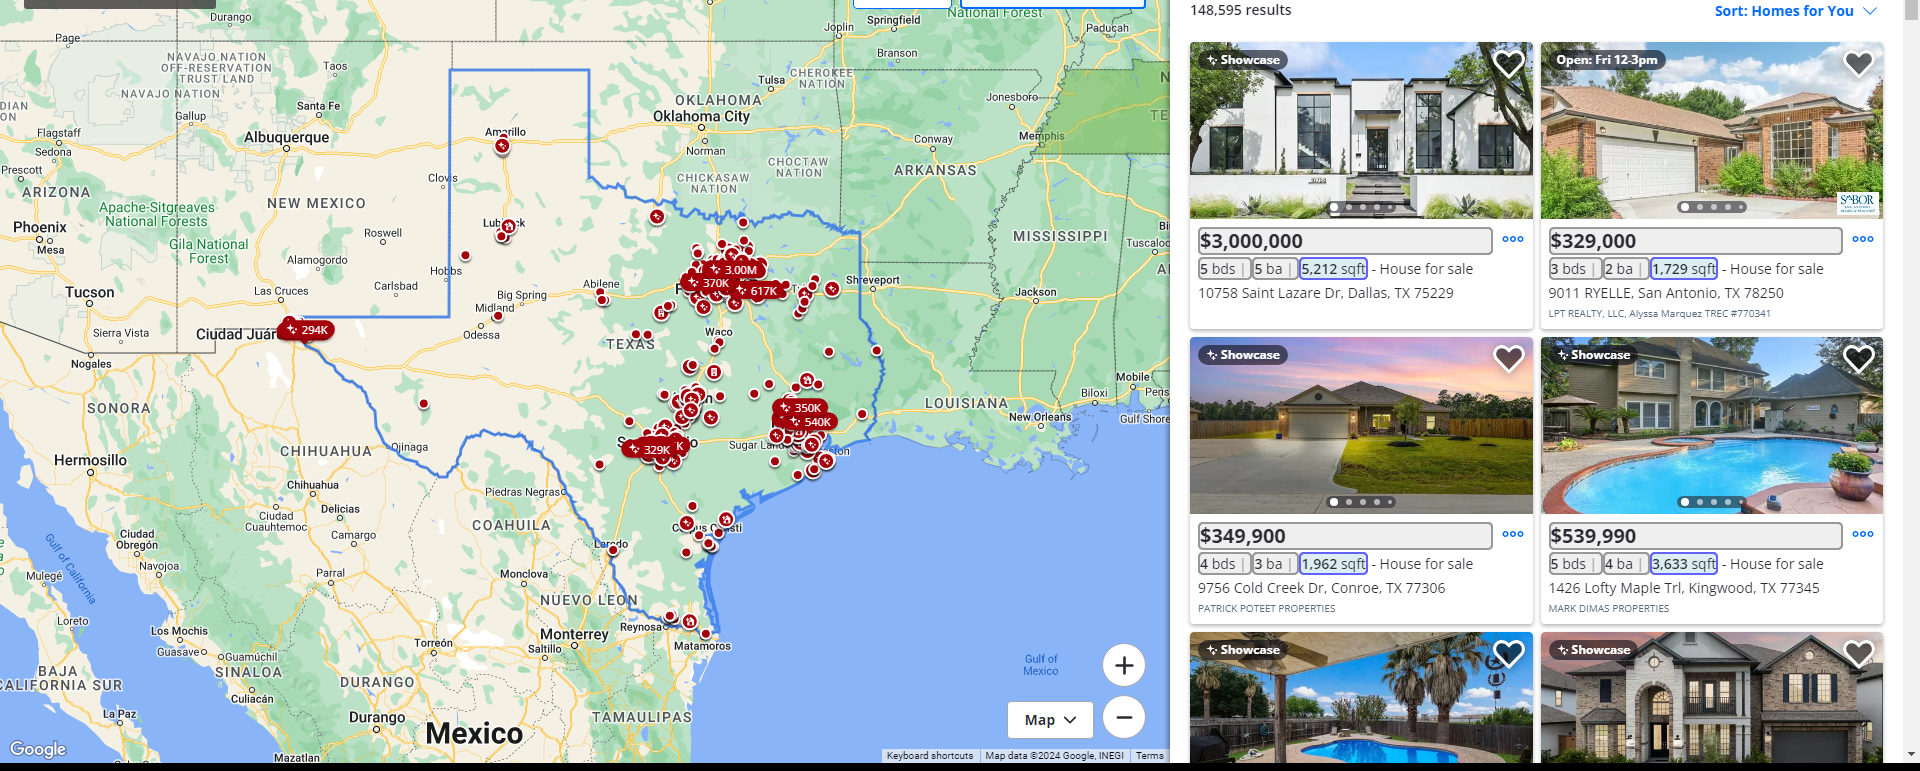 148,595 results
Sort: Homes for You
Showcase
$3,000,000
5 bds | 5 ba | 5,212 sqft - House for sale
10758 Saint Lazare Dr, Dallas, TX 75229
Open: Fri 12-3pm
SABOR
$329,000
3 bds | 2 ba | 1,729 sqft - House for sale
9011 RYELLE, San Antonio, TX 78250
LPT REALTY, LLC, Alyssa Marquez TREC #770341
Showcase
$349,900
4 bds | 3 ba | 1,962 sqft - House for sale
9756 Cold Creek Dr, Conroe, TX 77306
PATRICK POTEET PROPERTIES
Showcase
$539,990
5 bds | 4 ba | 3,633 sqft - House for sale
1426 Lofty Maple Trl, Kingwood, TX 77345
MARK DIMAS PROPERTIES
Showcase
Showcase
Durango
Page
NAVAJO NATION
OFF-RESERVATION
TRUST LAND
NAVAJO NATION
Taos
Santa Fe
Gallup
Flagstaff
Sedona
Prescott
Albuquerque
ARIZONA
Apache-Sitgreaves
National Forests
NEW MEXICO
Phoenix
Mesa
Gila National
Forest
Roswell
Alamogordo
Tucson
Las Cruces
Carlsbad
Hobbs
Clovis
Amarillo
Sierra Vista
Nogales
294K
Big Spring
Midland
Odessa
Abilene
TEXAS
Waco
3.00M
370K
617K
350K
540K
329K
K
Joplin
Springfield
National Forest
Branson
Paducah
Tulsa
CHEROKEE
NATION
OKLAHOMA
Oklahoma City
Norman
Jonesboro
Memphis
Conway
ARKANSAS
CHOCTAW
NATION
CHICKASAW
NATION
MISSISSIPPI
Shreveport
Jackson
Mobile
Biloxi
Gulf Shore
LOUISIANA
New Orleans
SONORA
Hermosillo
CHIHUAHUA
Ojinaga
Chihuahua
Delicias
Ciudad
Cuauhtemoc
Camargo
Ciudad
Obregón
Navojoa
Parral
Piedras Negras
COAHUILA
Monclova
NUEVO LEON
Monterrey
Saltillo
Reynosa
Matamoros
Torreón
Gulf of California
Mulegé
Loreto
Los Mochis
Guasave
Guamúchil
SINALOA
Culiacán
BAJA
CALIFORNIA SUR
La Paz
DURANGO
Durango
Mazatlan
Mexico
TAMAULIPAS
Gulf of
Mexico
Map
Google
Keyboard shortcuts
Map data ©2024 Google, INEGI
Terms